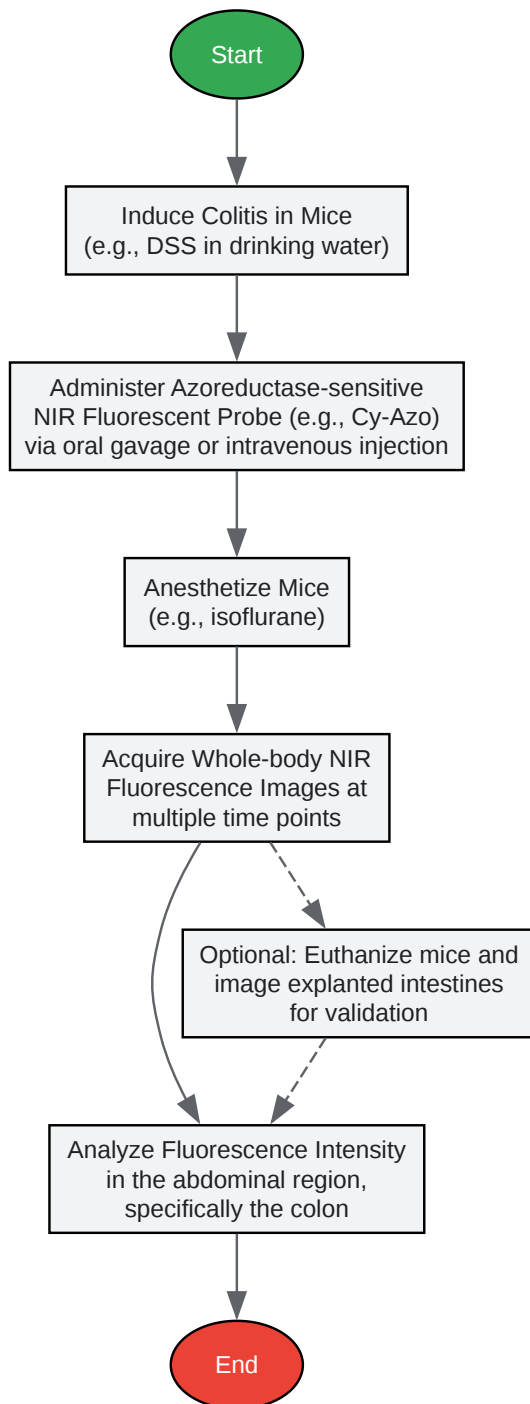 Start
Induce Colitis in Mice
(e.g., DSS in drinking water)
Administer Azoreductase-sensitive
NIR Fluorescent Probe (e.g., Cy-Azo)
via oral gavage or intravenous injection
Anesthetize Mice
(e.g., isoflurane)
Acquire Whole-body NIR
Fluorescence Images at
multiple time points
Optional: Euthanize mice and
image explanted intestines
for validation
Analyze Fluorescence Intensity
in the abdominal region,
specifically the colon
End